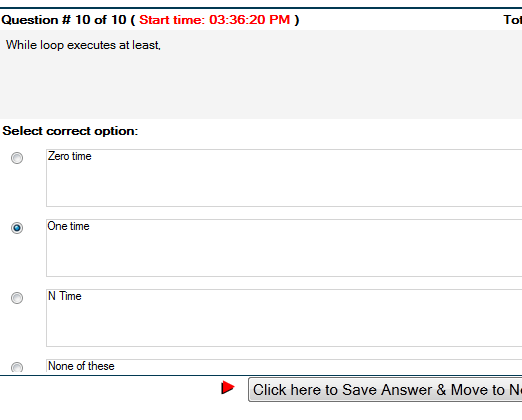 Question # 10 of 10 ( Start time: 03:36:20 PM )
While loop executes at least,
Select correct option:
Zero time
One time
N Time
None of these
Click here to Save Answer & Move to